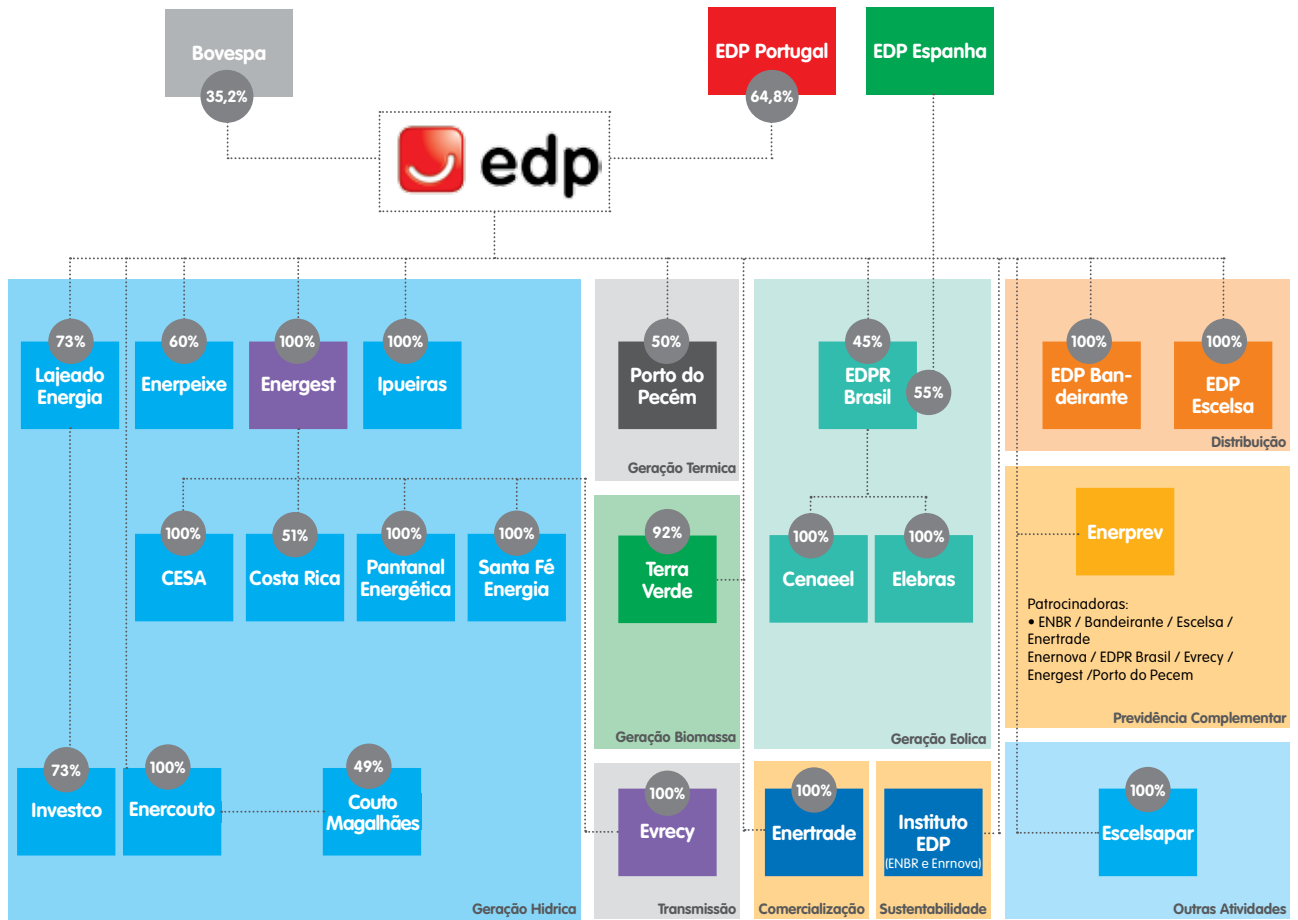 Bovespa
35,2%
EDP Portugal
64,8%
EDP Espanha
edp
73%
Lajeado
Energia
60%
Enerpeixe
100%
Energest
100%
Ipueiras
100%
CESA
51%
Costa Rica
100%
Pantanal
Energética
100%
Santa Fé
Energia
73%
Investco
100%
Enercouto
49%
Couto
Magalhães
Geração Hidrica
50%
Porto do
Pecém
Geração Termica
92%
Terra
Verde
Geração Biomassa
100%
Evrecy
Transmissão
45%
EDPR
Brasil
55%
100%
Cenaeel
100%
Elebras
Geração Eolica
100%
Enertrade
Comercialização
Instituto
EDP
(ENBR e Enrnova)
Sustentabilidade
100%
EDP Ban-
deirante
100%
EDP
Escelsa
Distribuição
Enerprev
Patrocinadoras:
• ENBR / Bandeirante / Escelsa /
Enertrade
Enernova / EDPR Brasil / Evrecy /
Energest /Porto do Pecem
Previdência Complementar
100%
Escelsapar
Outras Atividades